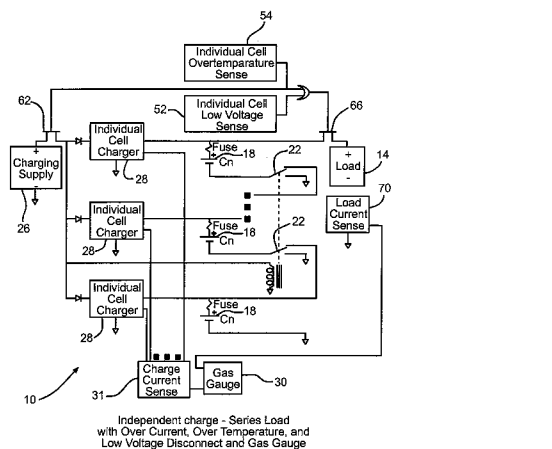 54
Individual Cell
Overtemparature
Sense
62
52
Individual Cell
Low Voltage
Sense
66
+
Charging
Supply
-
26
Individual
Cell
Charger
28
Fuse
18
Cn
22
+
Load
-
14
70
Load
Current
Sense
Individual
Cell
Charger
28
Fuse
18
Cn
22
Individual
Cell
Charger
28
Fuse
18
Cn
10
31
Charge
Current
Sense
Gas
Gauge
30
Independent charge - Series Load
with Over Current, Over Temperature, and
Low Voltage Disconnect and Gas Gauge